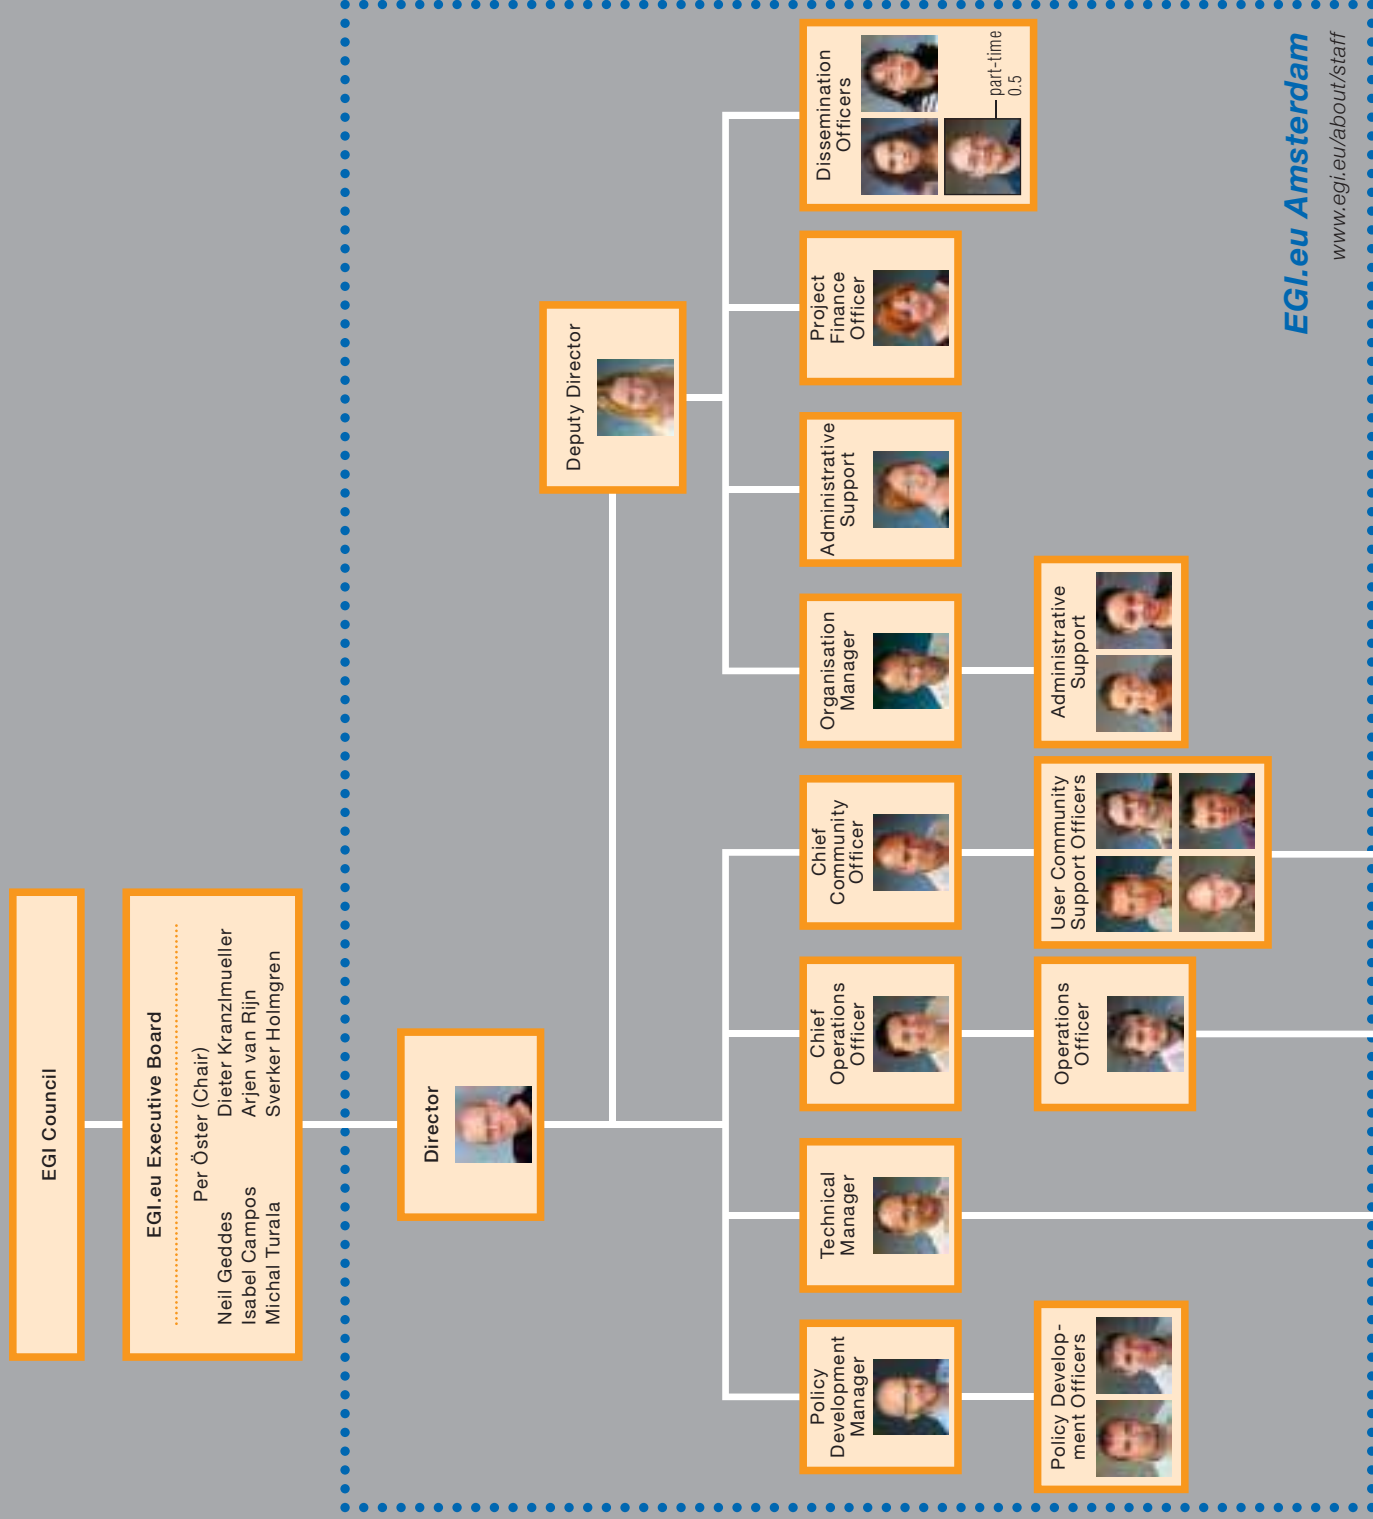 EGI Council
EGI.eu Executive Board
Per Öster (Chair)
Neil Geddes
Dieter Kranzlmueller
Isabel Campos
Arjen van Rijn
Michal Turala
Sverker Holmgren
Director
Deputy Director
Policy
Development
Manager
Technical
Manager
Chief
Operations
Officer
Chief
Community
Officer
Organisation
Manager
Administrative
Support
Project
Finance
Officer
Dissemination
Officers
part-time
0.5
Policy Develop-
ment Officers
Operations
Officer
User Community
Support Officers
Administrative
Support
EGI.eu Amsterdam
www.egi.eu/about/staff